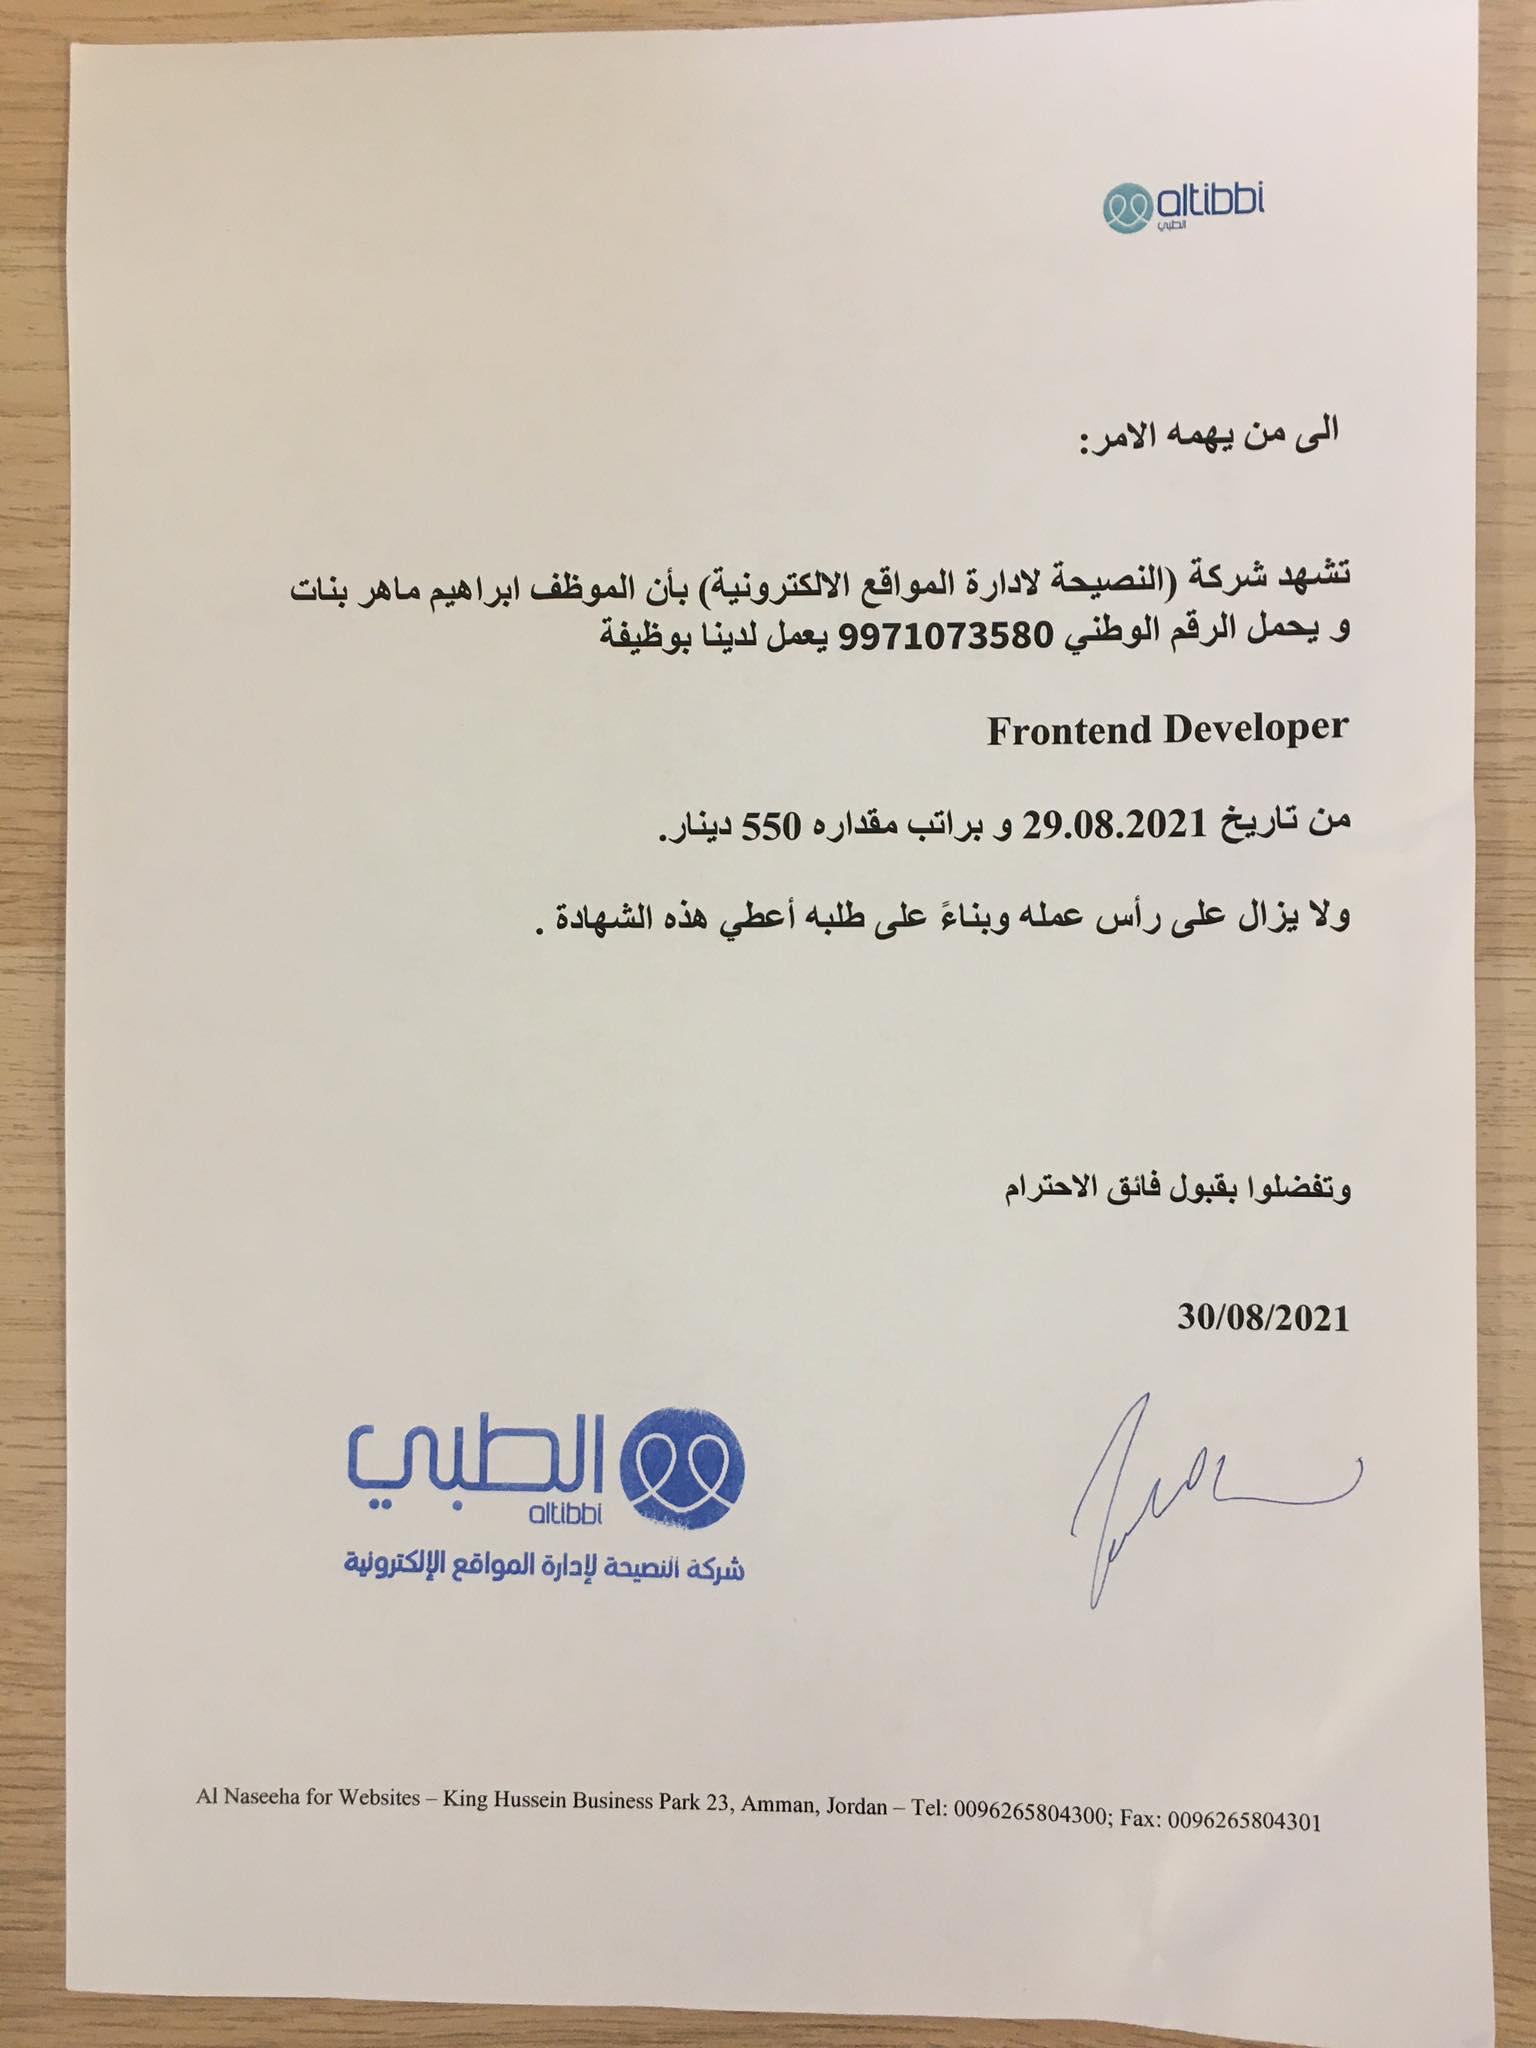 altibbi
الطبي
الى من يهمه الامر:
تشهد شركة (النصيحة لادارة المواقع الالكترونية) بأن الموظف ابراهيم ماهر بنات
و يحمل الرقم الوطني 9971073580 يعمل لدينا بوظيفة
Frontend Developer
من تاريخ 29.08.2021 و براتب مقداره 550 دينار.
ولا يزال على رأس عمله وبناءً على طلبه أعطي هذه الشهادة .
وتفضلوا بقبول فائق الاحترام
30/08/2021
الطبي
altibbi
شركة النصيحة لإدارة المواقع الإلكترونية
Al Naseeha for Websites – King Hussein Business Park 23, Amman, Jordan – Tel: 0096265804300; Fax: 0096265804301